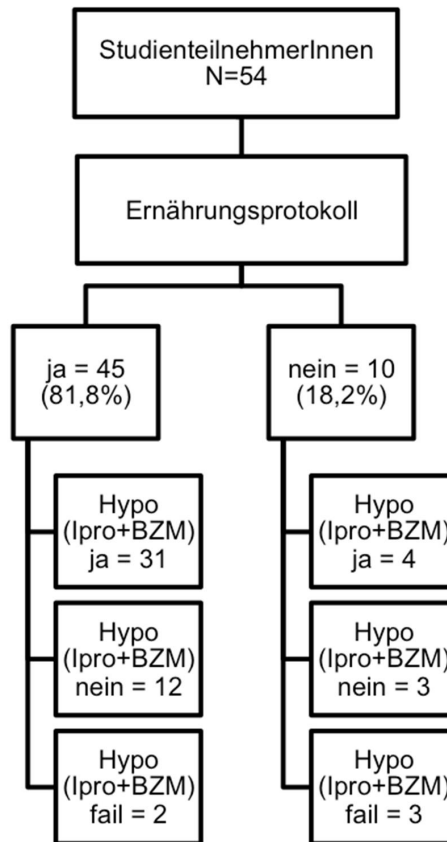 StudienteilnehmerInnen
N=54
Ernährungsprotokoll
ja = 45
(81,8%)
nein = 10
(18,2%)
Hypo
(Ipro+BZM)
ja = 31
Hypo
(Ipro+BZM)
nein = 12
Hypo
(Ipro+BZM)
fail = 2
Hypo
(Ipro+BZM)
ja = 4
Hypo
(Ipro+BZM)
nein = 3
Hypo
(Ipro+BZM)
fail = 3